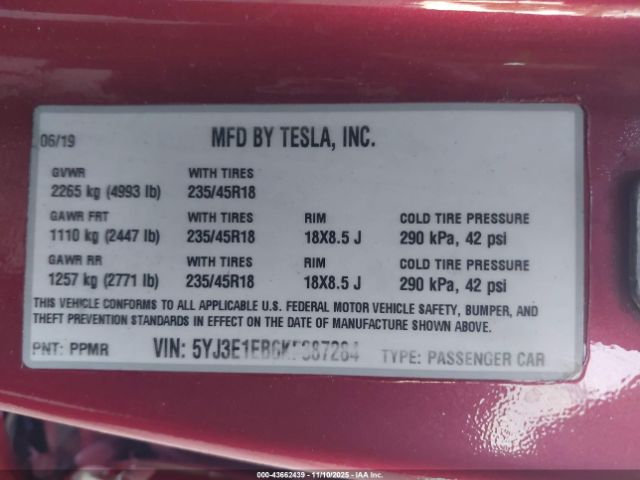 06/19 MFD BY TESLA, INC.
GVWR WITH TIRES
2265 kg (4993 lb) 235/45R18
GAWR FRT WITH TIRES RIM COLD TIRE PRESSURE
1110 kg (2447 lb) 235/45R18 18X8.5 J 290 kPa, 42 psi
GAWR RR WITH TIRES RIM COLD TIRE PRESSURE
1257 kg (2771 lb) 235/45R18 18X8.5 J 290 kPa, 42 psi
THIS VEHICLE CONFORMS TO ALL APPLICABLE U.S. FEDERAL MOTOR VEHICLE SAFETY, BUMPER, AND
THEFT PREVENTION STANDARDS IN EFFECT ON THE DATE OF MANUFACTURE SHOWN ABOVE.
PNT: PPMR VIN: TYPE: PASSENGER CAR
000-43662439 - 11/10/2025 - IAA, Inc.